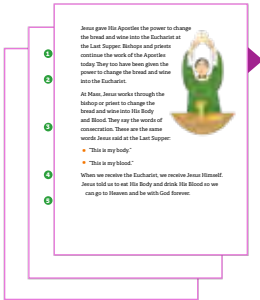 Jesus gave His Apostles the power to change
the bread and wine into the Eucharist at
the Last Supper. Bishops and priests
1 continue the work of the Apostles
today. They too have been given the
2 power to change the bread and wine
into the Eucharist.
At Mass, Jesus works through the
bishop or priest to change the
bread and wine into His Body
3 and Blood. They say the words of
consecration. These are the same
words Jesus said at the Last Supper:
"This is my body."
"This is my blood."
4 When we receive the Eucharist, we receive Jesus Himself.
Jesus told us to eat His Body and drink His Blood so we
5 can go to Heaven and be with God forever.